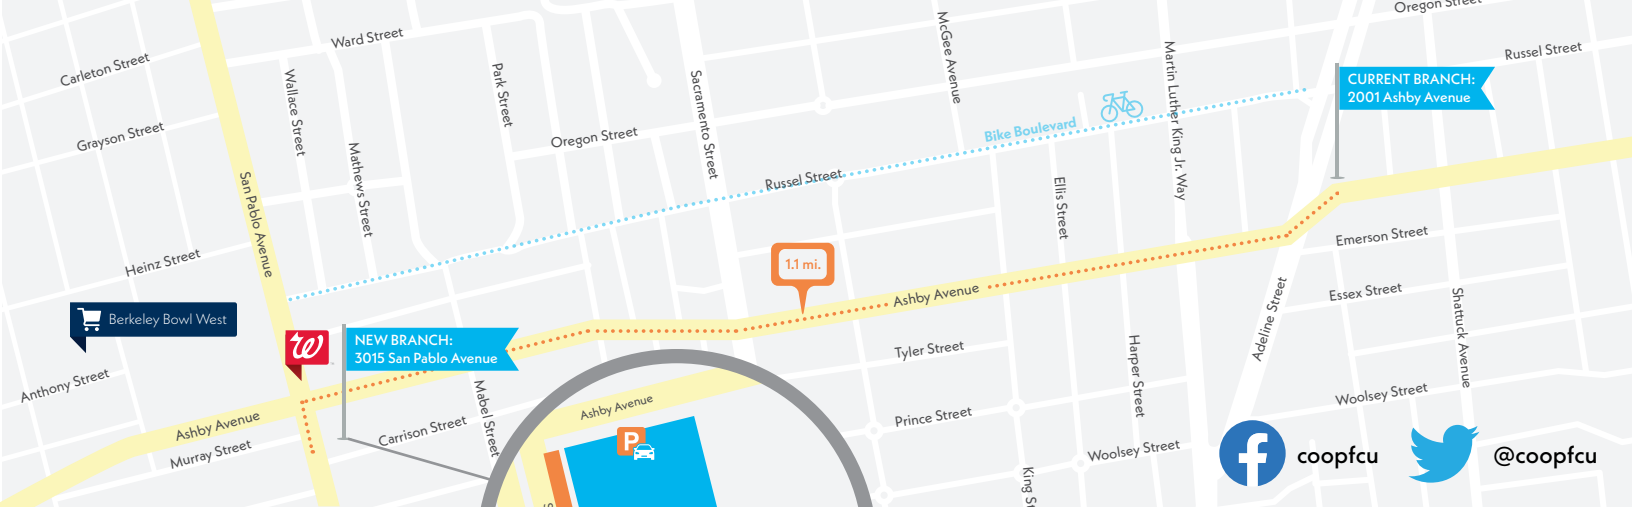 Oregon Street
Ward Street
McGee Avenue
Russel Street
Carleton Street
Martin Luther King Jr. Way
Wallace Street
Park Street
Sacramento Street
CURRENT BRANCH:
2001 Ashby Avenue
Bike Boulevard
Grayson Street
Oregon Street
Mathews Street
San Pablo Avenue
Russel Street
Ellis Street
Emerson Street
Heinz Street
1.1 mi.
Ashby Avenue
Essex Street
Adeline Street
Shattuck Avenue
Berkeley Bowl West
W
NEW BRANCH:
3015 San Pablo Avenue
Tyler Street
Harper Street
Anthony Street
Mabel Street
Woolsey Street
Ashby Avenue
Ashby Avenue
Prince Street
Carrison Street
Murray Street
P
Woolsey Street
King St
coopfcu
@coopfcu